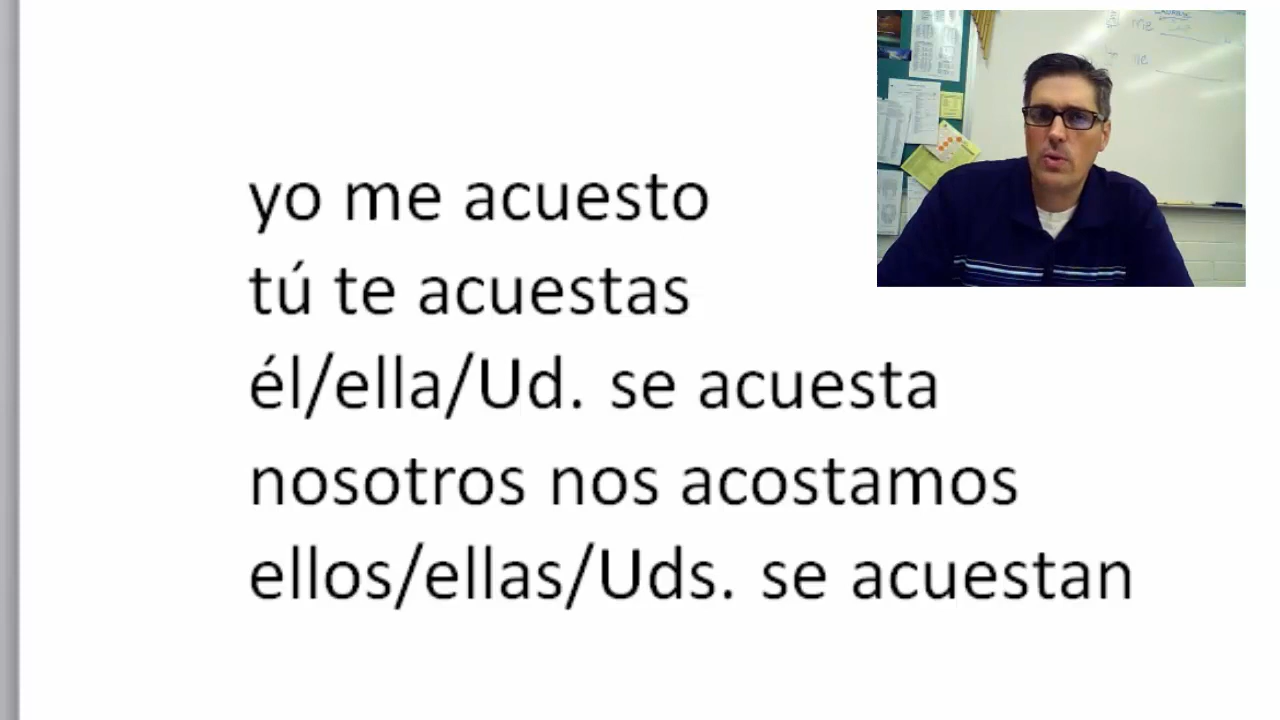 yo me acuesto
tú te acuestas
él/ella/Ud. se acuesta
nosotros nos acostamos
ellos/ellas/Uds. se acuestan
me